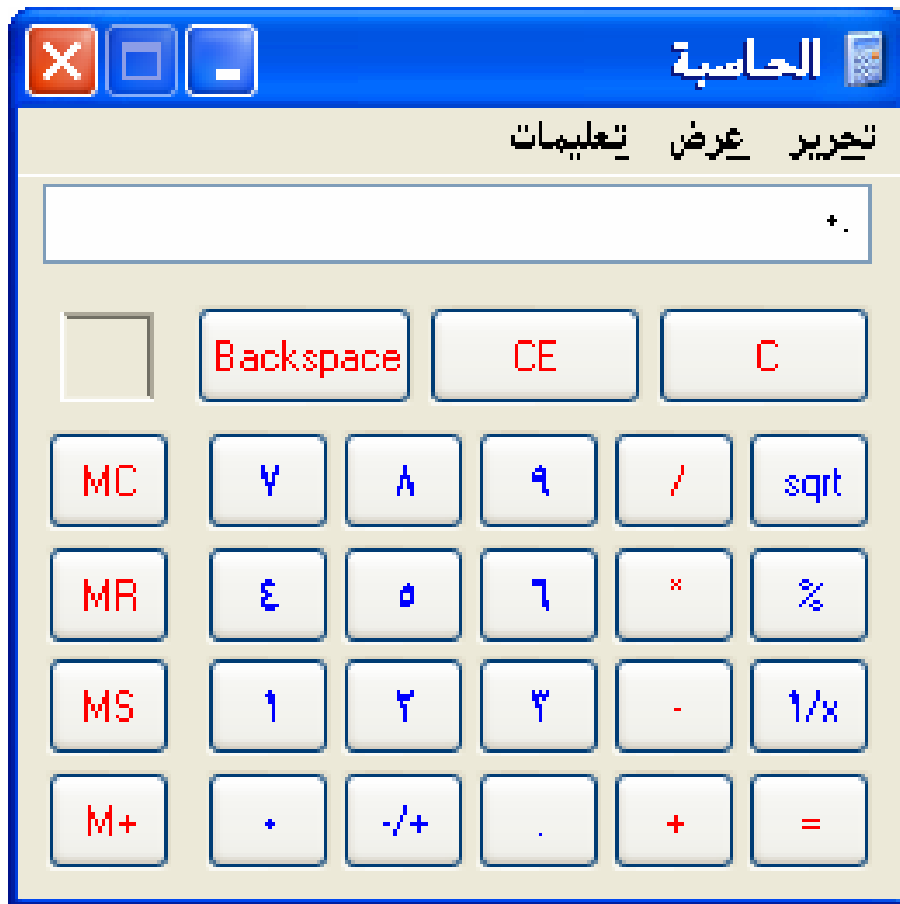 الحاسبة
تحرير عرض تعليمات
٠.
Backspace CE C
MC ٧ ٨ ٩ / sqrt
MR ٤ ٥ ٦ * %
MS ١ ٢ ٣ - ١/x
M+ ٠ -/+ . + =